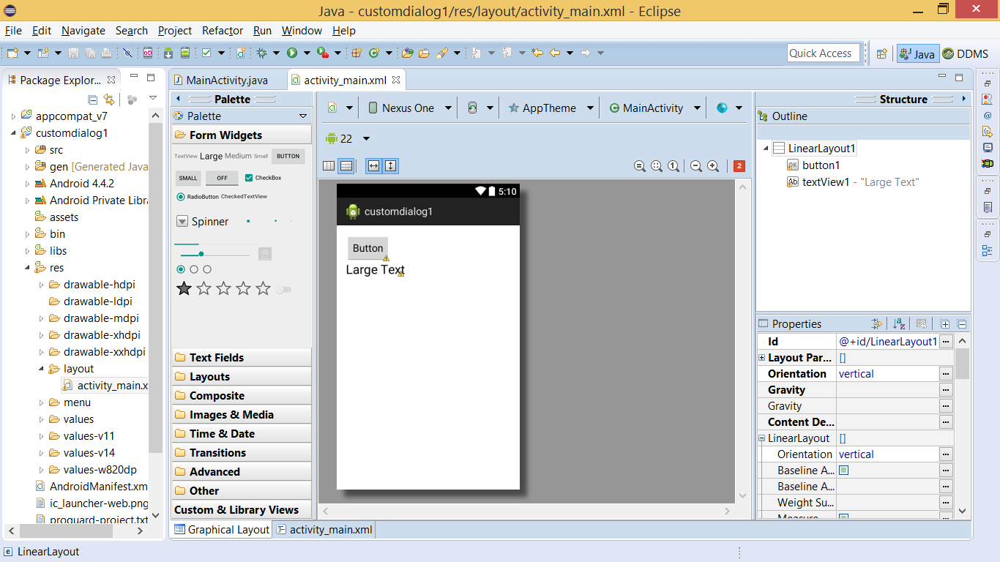 Java - customdialog1/res/layout/activity_main.xml - Eclipse
File Edit Navigate Search Project Refactor Run Window Help
Quick Access
Java
DDMS
Package Explor...
appcompat_v7
customdialog1
src
gen [Generated Java
Android 4.4.2
Android Private Libr
assets
bin
libs
res
drawable-hdpi
drawable-ldpi
drawable-mdpi
drawable-xhdpi
drawable-xxhdpi
layout
activity_main.x
menu
values
values-v11
values-v14
values-w820dp
AndroidManifest.xm
ic_launcher-web.png
proguard-project.txt
MainActivity.java
activity_main.xml
Palette
Palette
Form Widgets
TextView Large Medium Small BUTTON
SMALL OFF CheckBox
RadioButton CheckedTextView
Spinner
Text Fields
Layouts
Composite
Images & Media
Time & Date
Transitions
Advanced
Other
Custom & Library Views
Nexus One
AppTheme
MainActivity
22
1
2
5:10
customdialog1
Button
Large Text
Graphical Layout
activity_main.xml
Structure
Outline
LinearLayout1
OK button1
Ab textView1 - "Large Text"
Properties
Id @+id/LinearLayout1 ...
Layout Par... []
Orientation vertical ...
Gravity ...
Gravity ...
Content De... ...
LinearLayout []
Orientation vertical ...
Baseline A... ...
Baseline A... ...
Weight Su... ...
Measure
LinearLayout